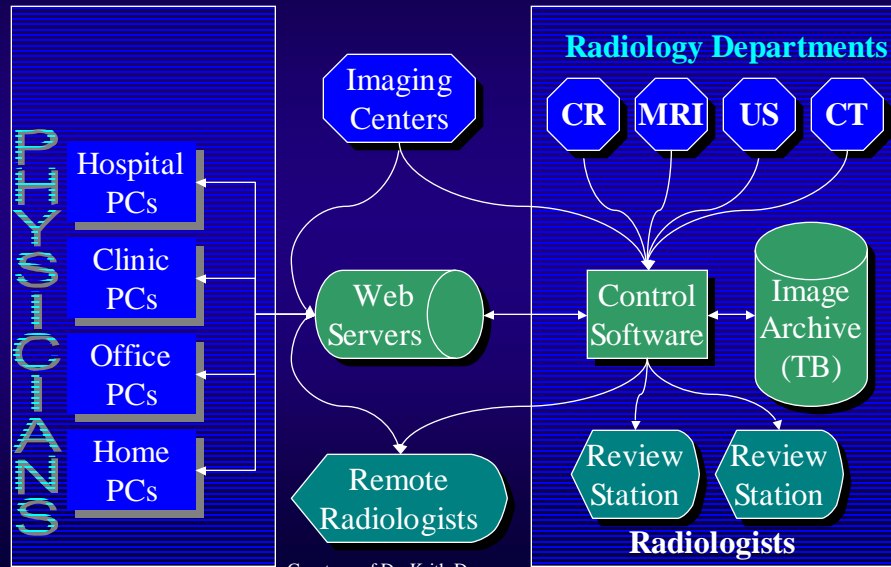 PHYSICIANS
Hospital
PCs
Clinic
PCs
Office
PCs
Home
PCs
Imaging
Centers
Web
Servers
Remote
Radiologists
Radiology Departments
CR MRI US CT
Control
Software
Image
Archive
(TB)
Review
Station
Review
Station
Radiologists